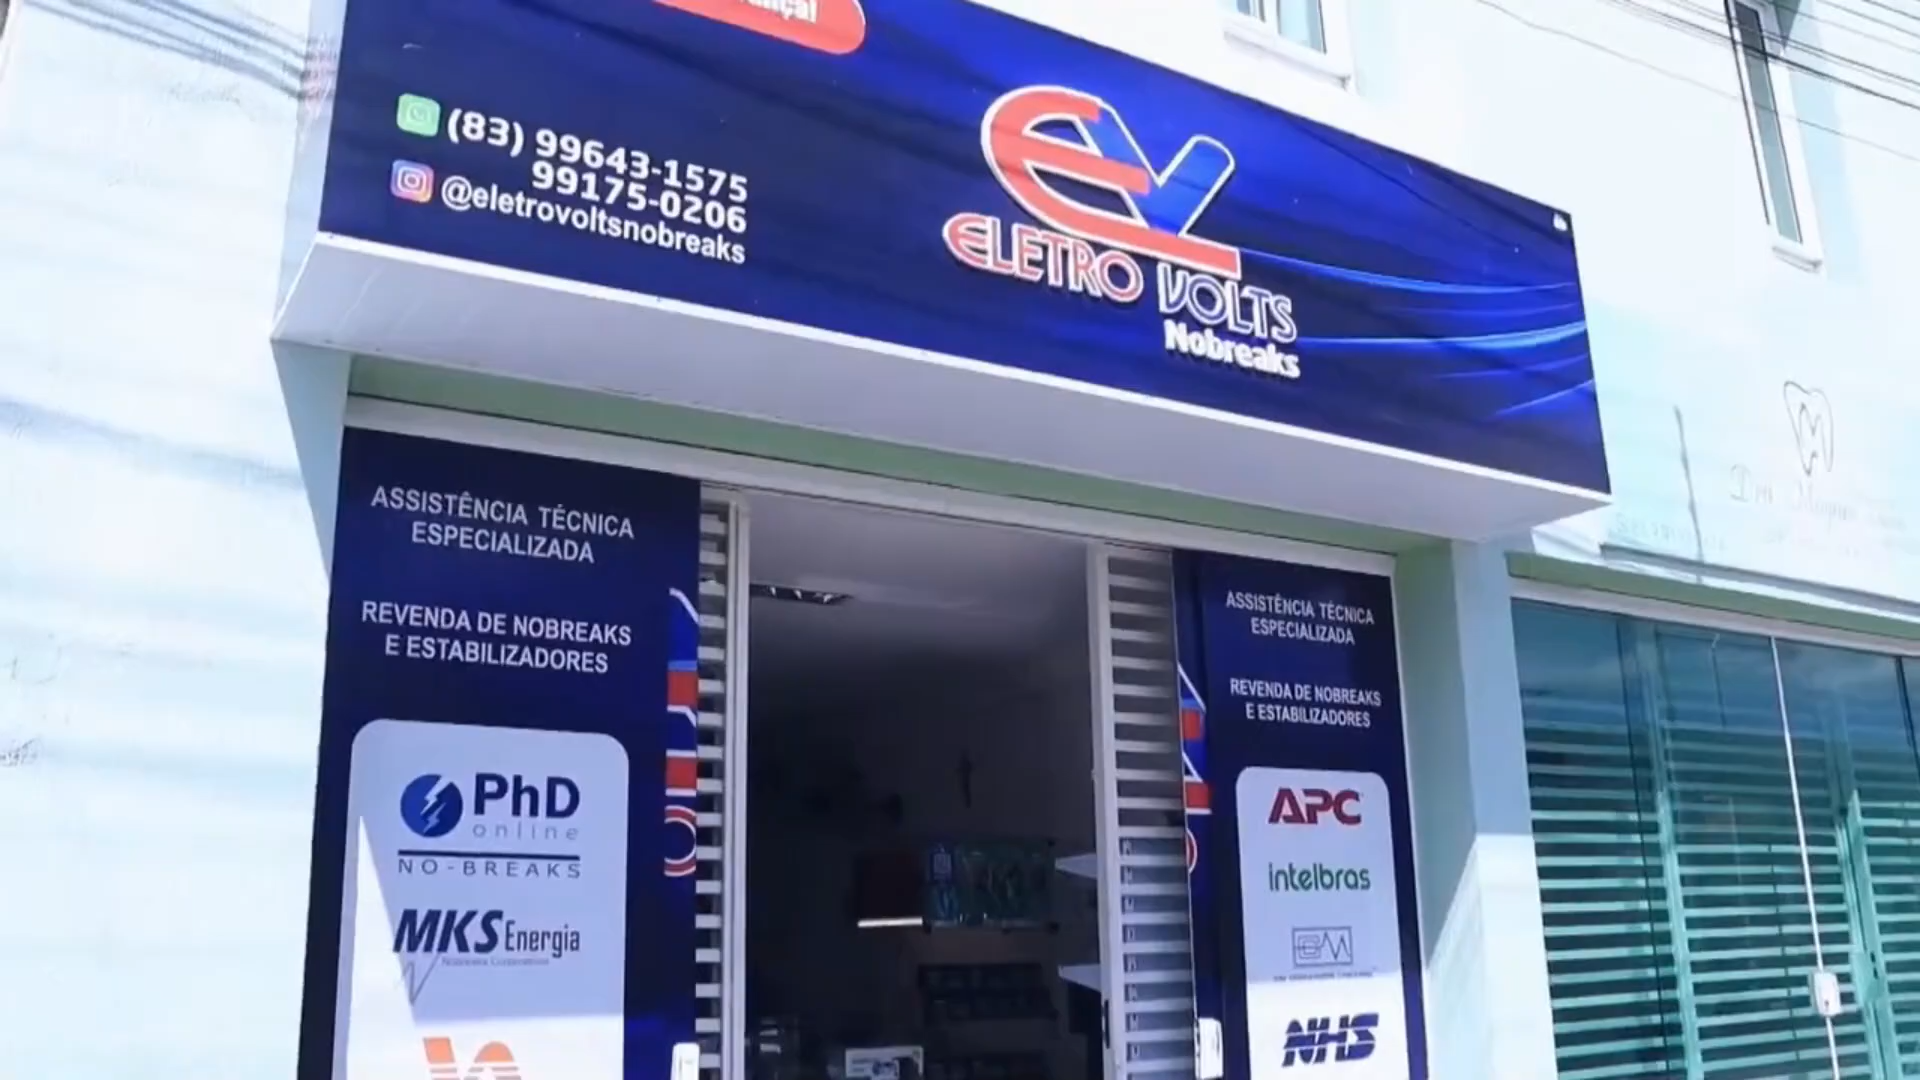 (83) 99643-1575
99175-0206
@eletrovoltsnobreaks
EV
ELETRO VOLTS
Nobreaks
ASSISTÊNCIA TÉCNICA
ESPECIALIZADA
REVENDA DE NOBREAKS
E ESTABILIZADORES
PhD
online
NO-BREAKS
MKS Energia
ASSISTÊNCIA TÉCNICA
ESPECIALIZADA
REVENDA DE NOBREAKS
E ESTABILIZADORES
APC
intelbras
NHS